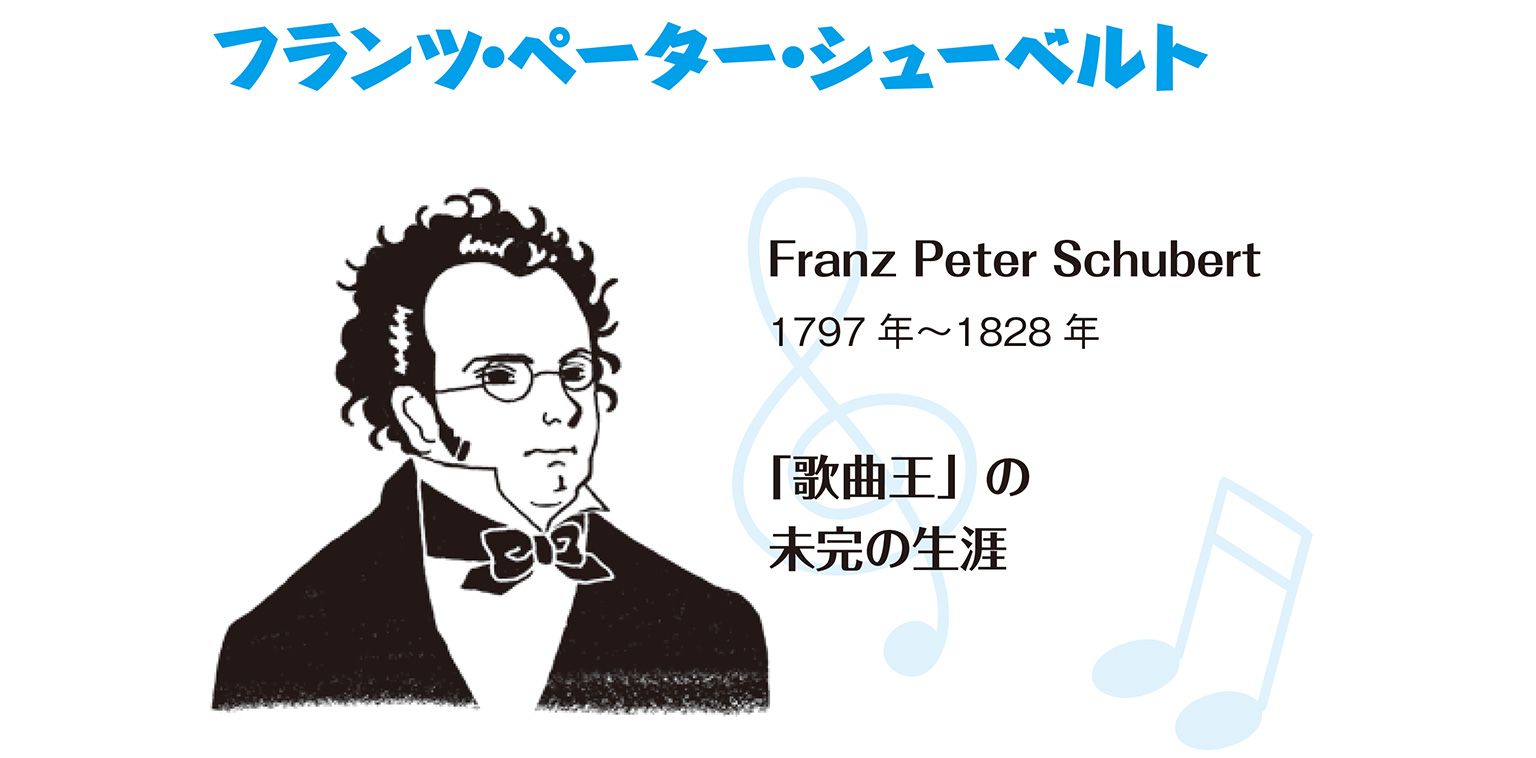 フランツ・ペーター・シューベルト
Franz Peter Schubert
1797 年〜1828 年
「歌曲王」の
未完の生涯